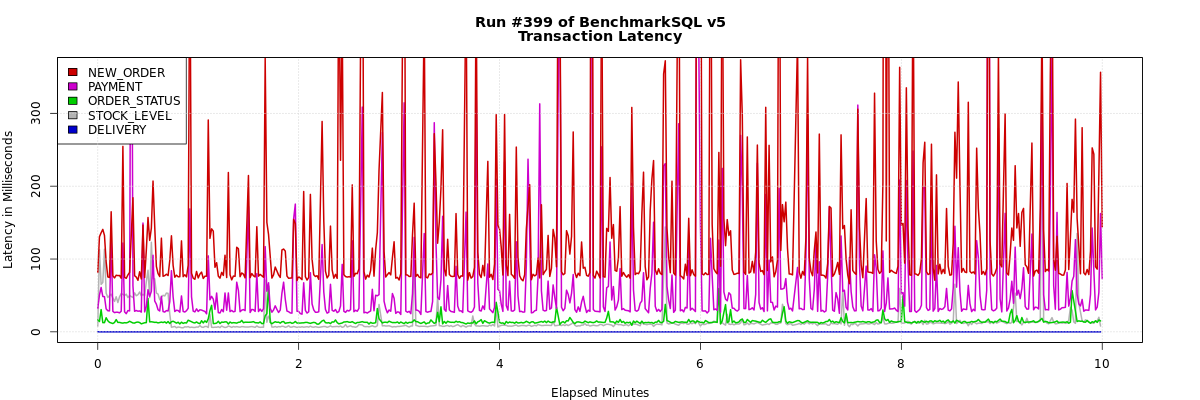 Run #399 of BenchmarkSQL v5
Transaction Latency
NEW_ORDER
PAYMENT
ORDER_STATUS
STOCK_LEVEL
DELIVERY
Latency in Milliseconds
300
200
100
0
0 2 4 6 8 10
Elapsed Minutes